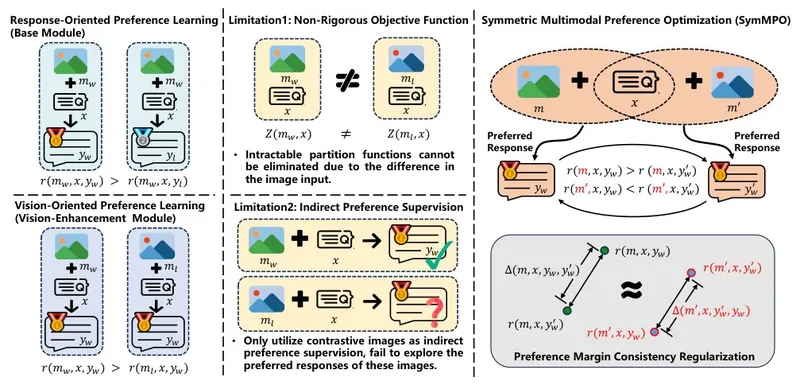 Response-Oriented Preference Learning
(Base Module)
m_w
x
y_w
m_w
x
y_l
r(m_w, x, y_w) > r(m_w, x, y_l)
Vision-Oriented Preference Learning
(Vision-Enhancement Module)
m_w
x
y_w
m_l
x
y_w
r(m_w, x, y_w) > r(m_l, x, y_w)
Limitation1: Non-Rigorous Objective Function
m_w
Q
x
≠
m_l
Q
x
Z(m_w, x) ≠ Z(m_l, x)
• Intractable partition functions cannot
be eliminated due to the difference in
the image input.
Limitation2: Indirect Preference Supervision
m_w
x
y_w
m_l
x
?
• Only utilize contrastive images as indirect
preference supervision, fail to explore the
preferred responses of these images.
Symmetric Multimodal Preference Optimization (SymMPO)
m
x
m′
Preferred
Response
Preferred
Response
y_w
r(m, x, y_w) > r(m, x, y′_w)
r(m′, x, y_w) < r(m′, x, y′_w)
y′_w
r(m, x, y_w)
Δ(m, x, y_w, y′_w)
r(m, x, y′_w)
≈
r(m′, x, y′_w)
Δ(m′, x, y′_w, y_w)
r(m′, x, y_w)
Preference Margin Consistency Regularization